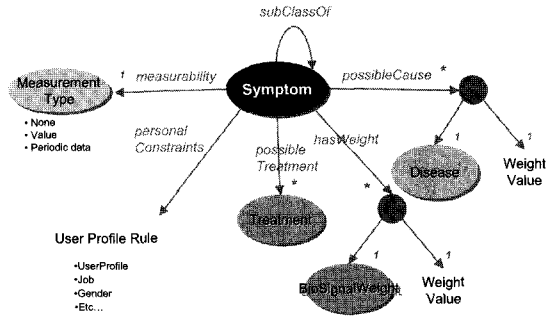 subClassOf
Measurement
Type
1
measurability
Symptom
possibleCause
*
• None
• Value
• Periodic data
personal
Constraints
possible
Treatment
*
hasWeight
*
1
1
Disease
Weight
Value
Treatment
User Profile Rule
•UserProfile
•Job
•Gender
•Etc...
1
1
BioSignalWeight
Weight
Value